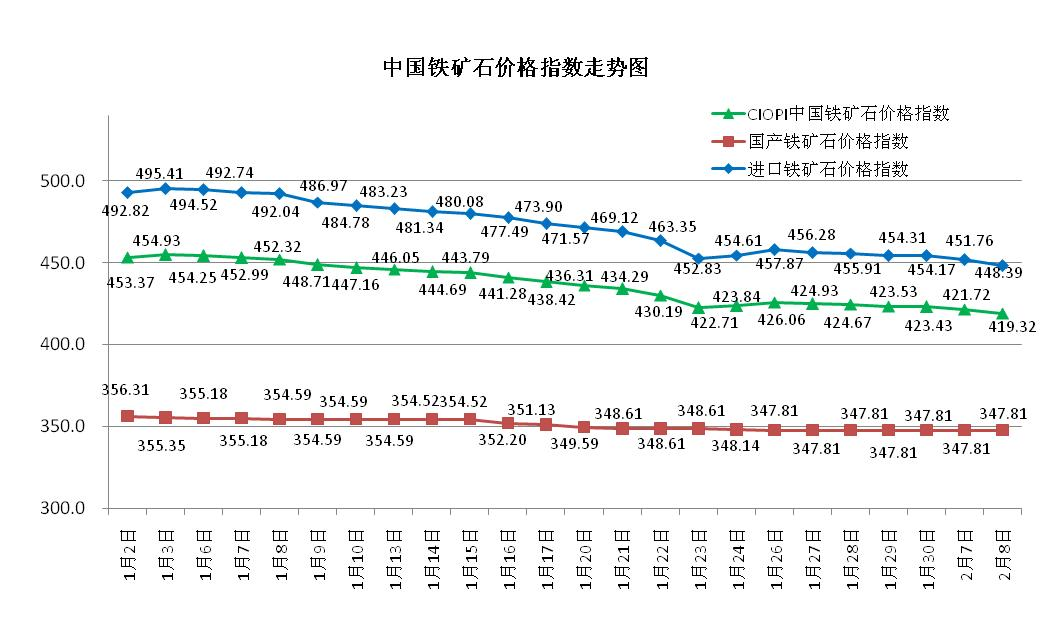 中国铁矿石价格指数走势图
CIOPI中国铁矿石价格指数
国产铁矿石价格指数
进口铁矿石价格指数
500.0
450.0
400.0
350.0
300.0
492.82
495.41
494.52
492.74
492.04
486.97
484.78
483.23
481.34
480.08
477.49
473.90
471.57
469.12
463.35
452.83
454.61
457.87
456.28
455.91
454.31
454.17
451.76
448.39
453.37
454.93
454.25
452.99
452.32
448.71
447.16
446.05
444.69
443.79
441.28
438.42
436.31
434.29
430.19
422.71
423.84
426.06
424.93
424.67
423.53
423.43
421.72
419.32
356.31
355.35
355.18
355.18
354.59
354.59
354.59
354.59
354.52
354.52
352.20
351.13
349.59
348.61
348.61
348.61
348.14
347.81
347.81
347.81
347.81
347.81
347.81
347.81
1月2日
1月3日
1月6日
1月7日
1月8日
1月9日
1月10日
1月13日
1月14日
1月15日
1月16日
1月17日
1月20日
1月21日
1月22日
1月23日
1月24日
1月26日
1月27日
1月28日
1月29日
1月30日
2月7日
2月8日